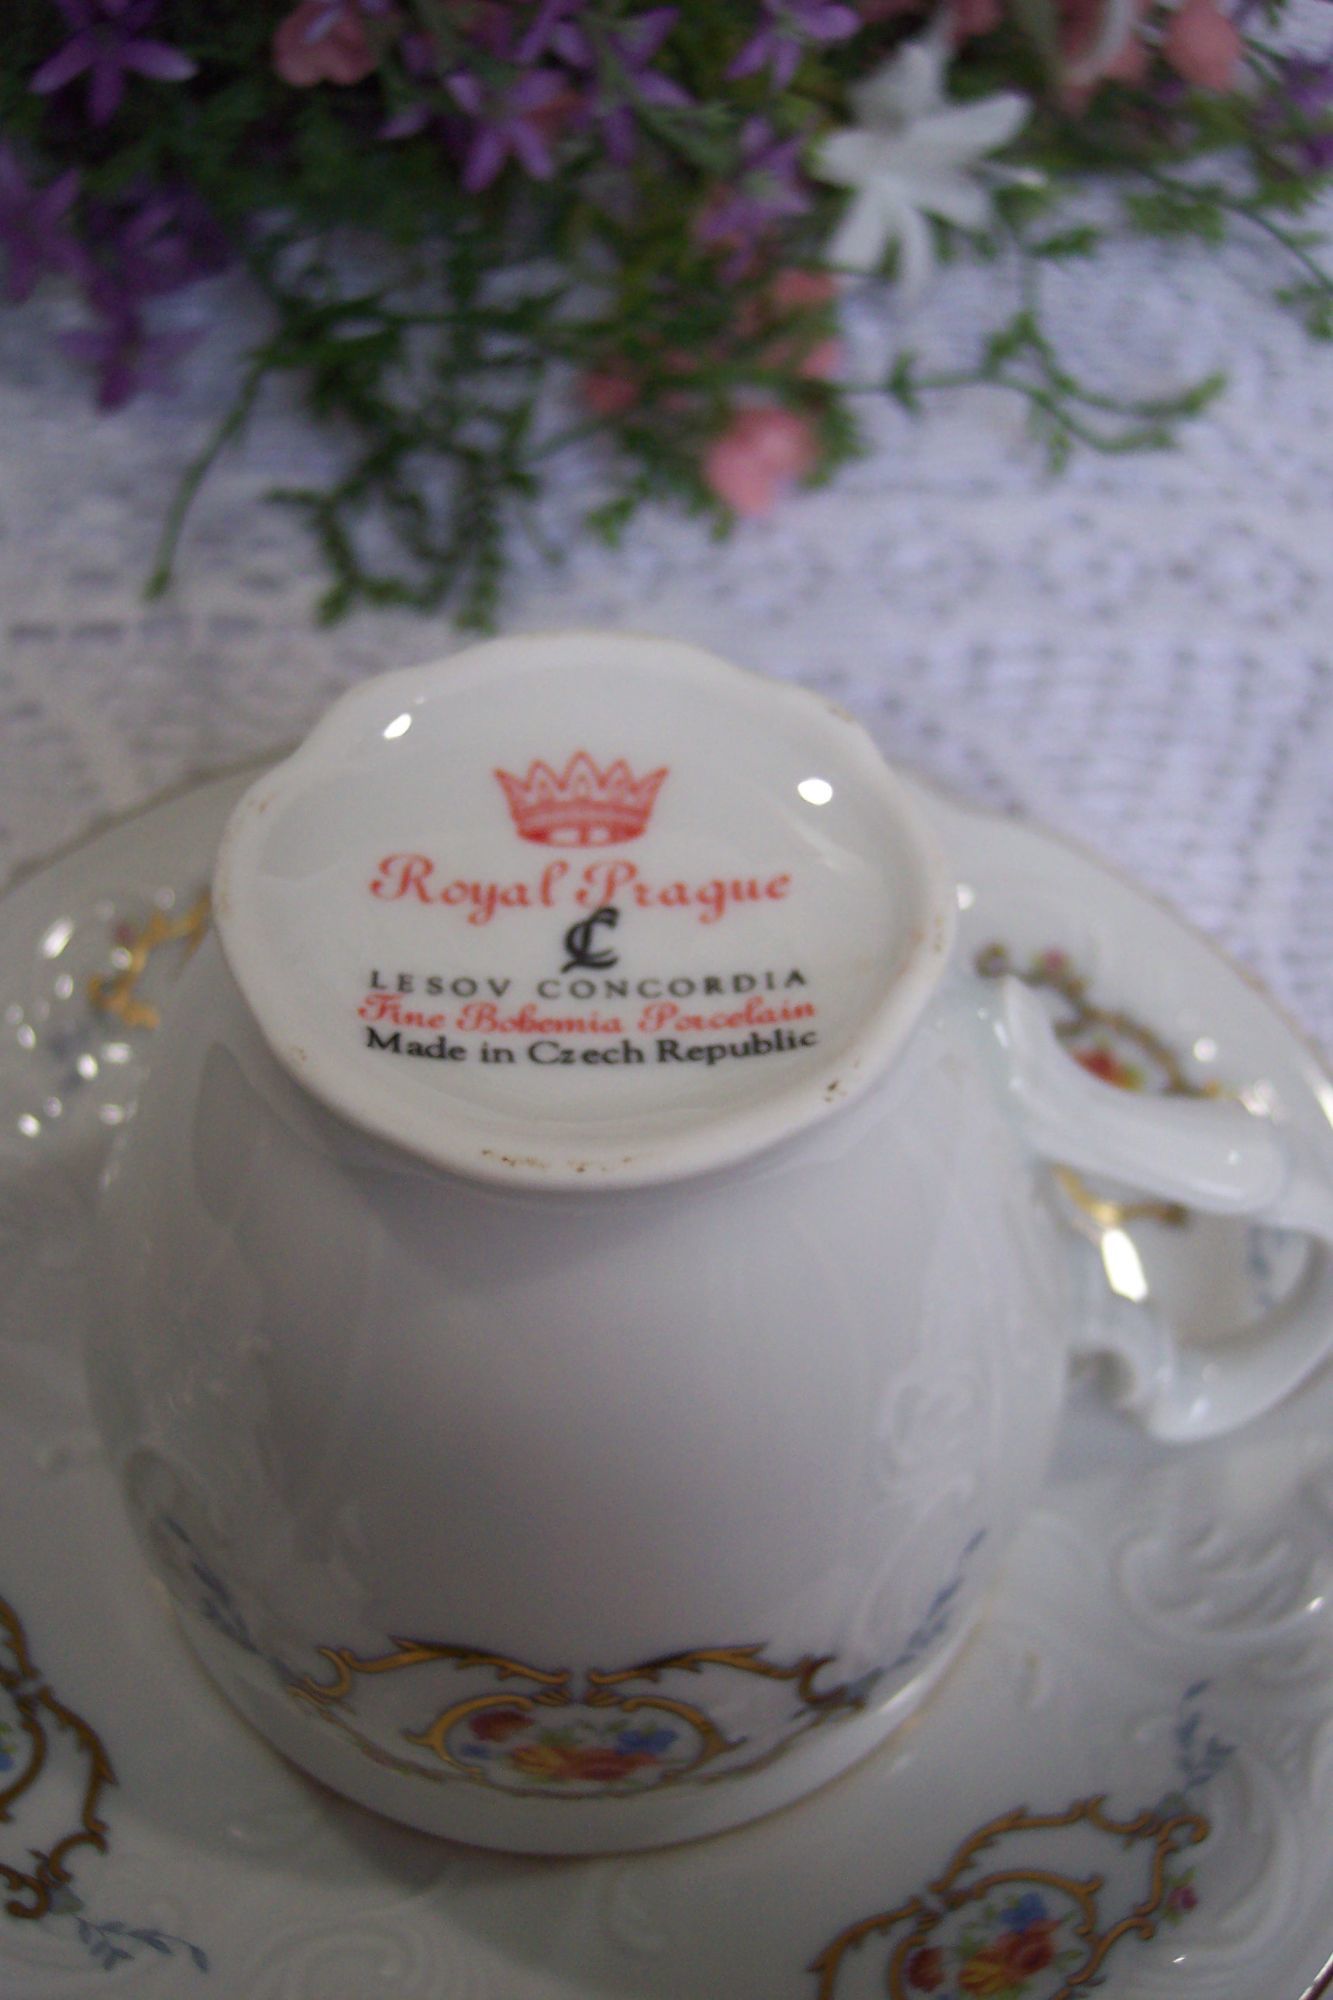 Royal Prague
LC
LESOV CONCORDIA
Fine Bohemia Porcelain
Made in Czech Republic